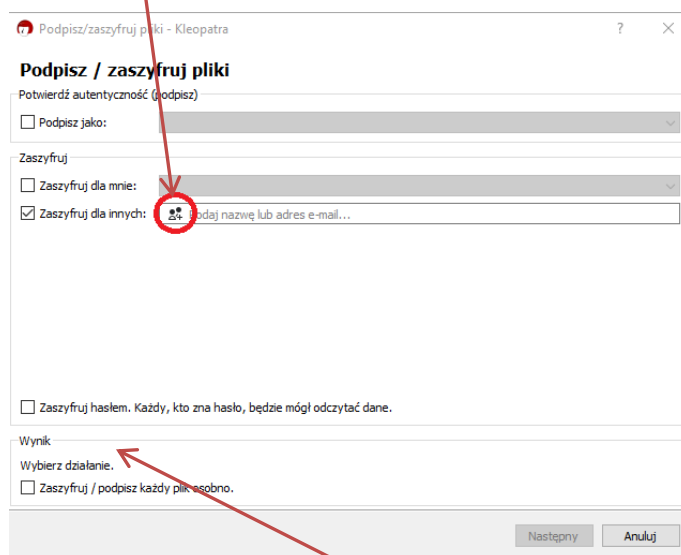 Podpisz/zaszyfruj pliki - Kleopatra
Podpisz / zaszyfruj pliki
Potwierdź autentyczność (podpisz)
Podpisz jako:
Zaszyfruj
Zaszyfruj dla mnie:
Zaszyfruj dla innych: Podaj nazwę lub adres e-mail...
Zaszyfruj hasłem. Każdy, kto zna hasło, będzie mógł odczytać dane.
Wynik
Wybierz działanie.
Zaszyfruj / podpisz każdy plik osobno.
Następny Anuluj